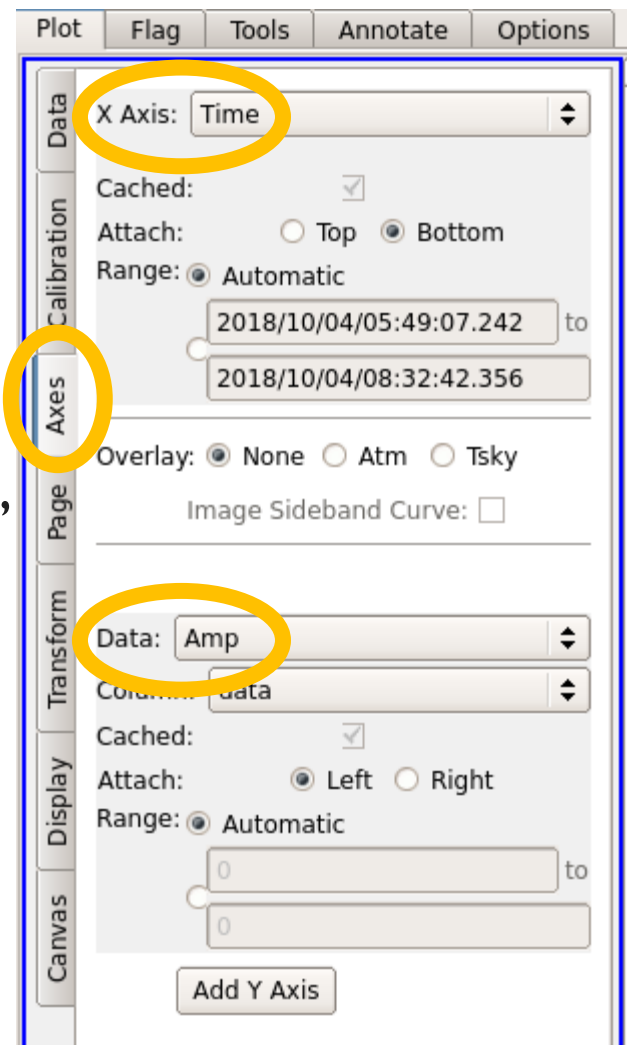 Plot Flag Tools Annotate Options
Data
Calibration
Axes
Page
Transform
Display
Canvas
X Axis: Time
Cached:
Attach: Top Bottom
Range: Automatic
2018/10/04/05:49:07.242 to
2018/10/04/08:32:42.356
Overlay: None Atm Tsky
,
Image Sideband Curve:
Data: Amp
Column: data
Cached:
Attach: Left Right
Range: Automatic
0 to
0
Add Y Axis